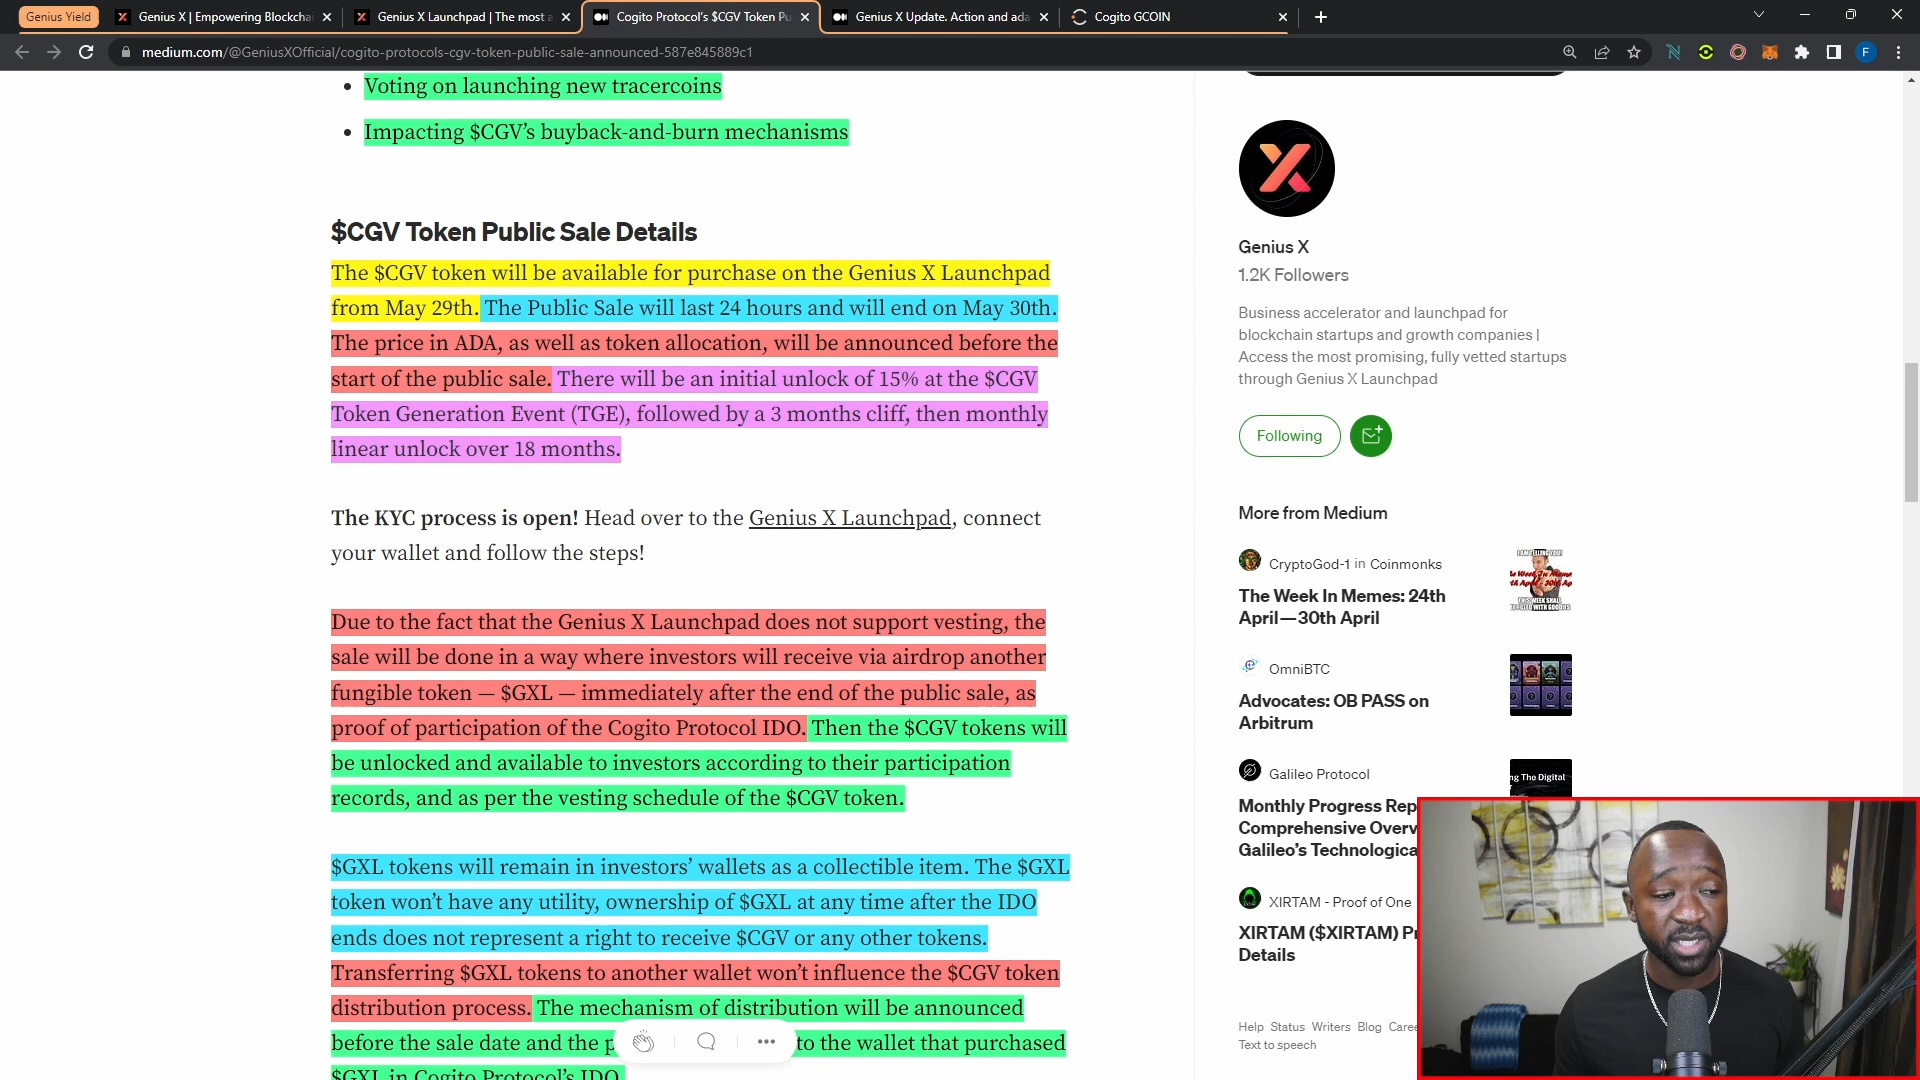 Genius Yield
Genius X | Empowering Blockcha
Genius X Launchpad | The most a
Cogito Protocol's $CGV Token Pu
Genius X Update. Action and ada
Cogito GCOIN
medium.com/@GeniusXOfficial/cogito-protocols-cgv-token-public-sale-announced-587e845889c1
F
• Voting on launching new tracercoins
• Impacting $CGV's buyback-and-burn mechanisms
$CGV Token Public Sale Details
The $CGV token will be available for purchase on the Genius X Launchpad
from May 29th. The Public Sale will last 24 hours and will end on May 30th.
The price in ADA, as well as token allocation, will be announced before the
start of the public sale. There will be an initial unlock of 15% at the $CGV
Token Generation Event (TGE), followed by a 3 months cliff, then monthly
linear unlock over 18 months.
The KYC process is open! Head over to the Genius X Launchpad, connect
your wallet and follow the steps!
Due to the fact that the Genius X Launchpad does not support vesting, the
sale will be done in a way where investors will receive via airdrop another
fungible token — $GXL — immediately after the end of the public sale, as
proof of participation of the Cogito Protocol IDO. Then the $CGV tokens will
be unlocked and available to investors according to their participation
records, and as per the vesting schedule of the $CGV token.
$GXL tokens will remain in investors' wallets as a collectible item. The $GXL
token won't have any utility, ownership of $GXL at any time after the IDO
ends does not represent a right to receive $CGV or any other tokens.
Transferring $GXL tokens to another wallet won't influence the $CGV token
distribution process. The mechanism of distribution will be announced
before the sale date and the p to the wallet that purchased
$GXL in Cogito Protocol's IDO.
Genius X
1.2K Followers
Business accelerator and launchpad for
blockchain startups and growth companies |
Access the most promising, fully vetted startups
through Genius X Launchpad
Following
More from Medium
CryptoGod-1 in Coinmonks
The Week In Memes: 24th
April — 30th April
OmniBTC
Advocates: OB PASS on
Arbitrum
Galileo Protocol
ng The Digital
Monthly Progress Rep
Comprehensive Overv
Galileo's Technologica
XIRTAM - Proof of One
XIRTAM ($XIRTAM) Pr
Details
Help Status Writers Blog Caree
Text to speech